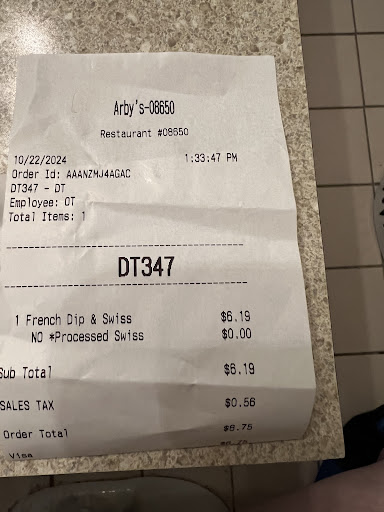 Arby's-08650
Restaurant #08650
10/22/2024 1:33:47 PM
Order Id: AAANZMJ4AGAC
DT347 - DT
Employee: OT
Total Items: 1
DT347
1 French Dip & Swiss $6.19
NO *Processed Swiss $0.00
Sub Total $6.19
SALES TAX $0.56
Order Total $6.75
Visa